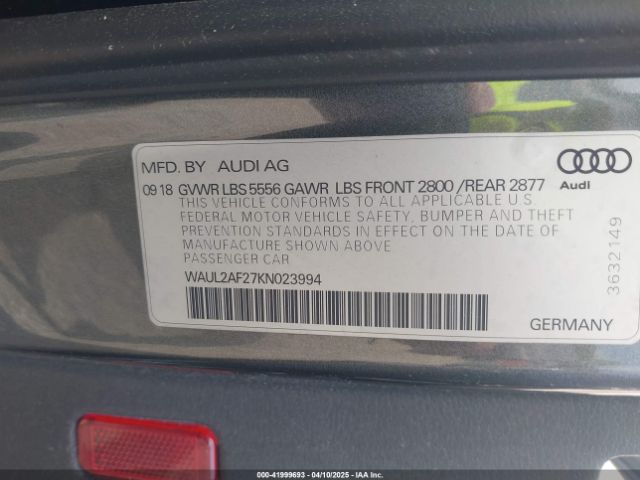 MFD. BY AUDI AG
09 18 GVWR LBS 5556 GAWR LBS FRONT 2800 /REAR 2877
THIS VEHICLE CONFORMS TO ALL APPLICABLE U.S
FEDERAL MOTOR VEHICLE SAFETY, BUMPER AND THEFT
PREVENTION STANDARDS IN EFFECT ON THE DATE OF
MANUFACTURE SHOWN ABOVE
PASSENGER CAR
WAUL2AF27KN023994
Audi
3632149
GERMANY
000-41999693 - 04/10/2025 - IAAI.COM